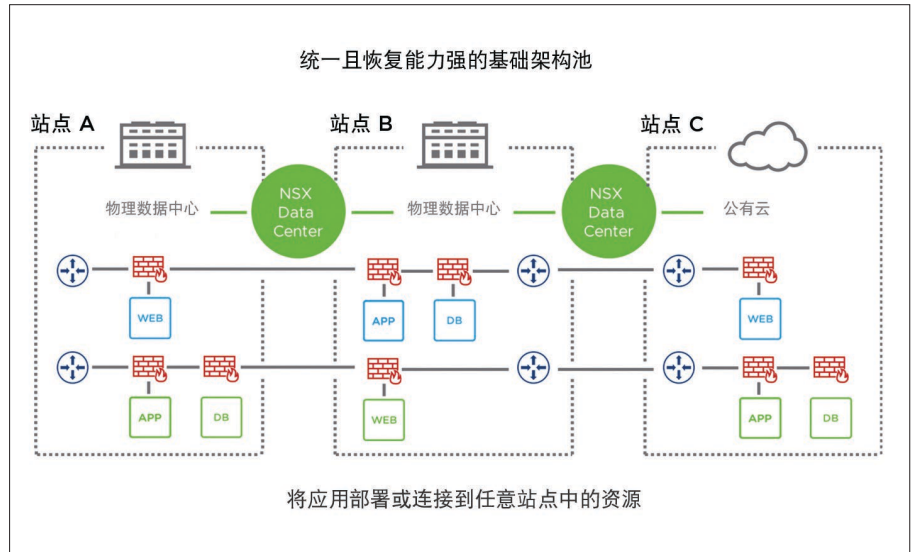 统一且恢复能力强的基础架构池
站点 A
站点 B
站点 C
物理数据中心
NSX
Data
Center
物理数据中心
NSX
Data
Center
公有云
WEB
APP
DB
WEB
APP
DB
WEB
APP
DB
将应用部署或连接到任意站点中的资源